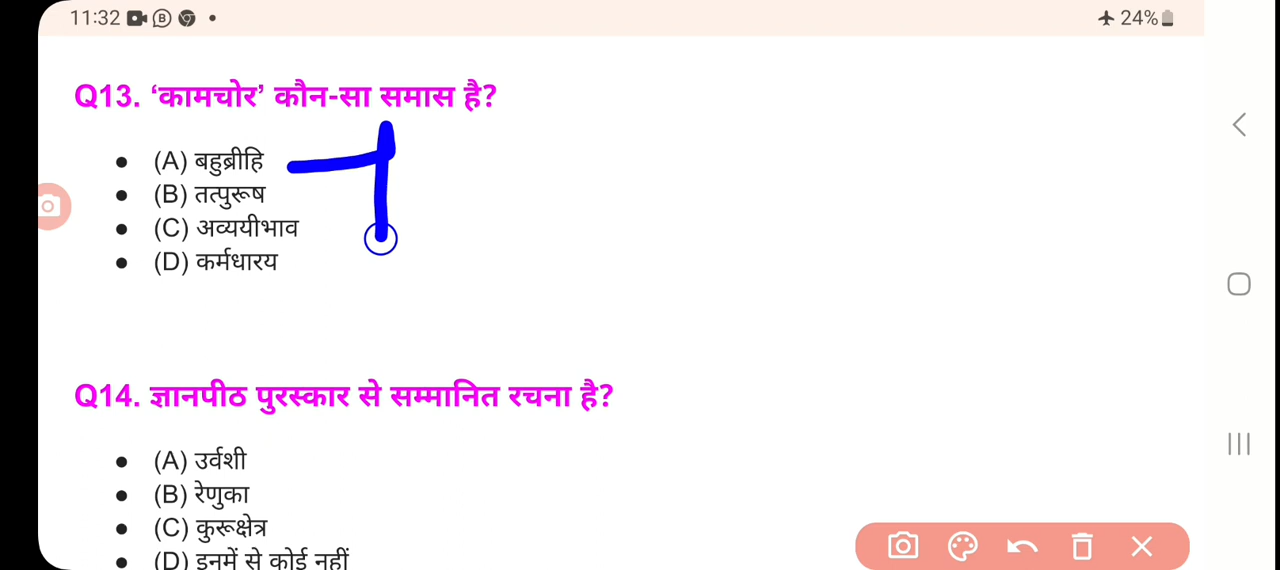 11:32
24%
Q13. ‘कामचोर’ कौन-सा समास है?
(A) बहुब्रीहि
(B) तत्पुरूष
(C) अव्ययीभाव
(D) कर्मधारय
Q14. ज्ञानपीठ पुरस्कार से सम्मानित रचना है?
(A) उर्वशी
(B) रेणुका
(C) कुरूक्षेत्र
(D) इनमें से कोई नहीं